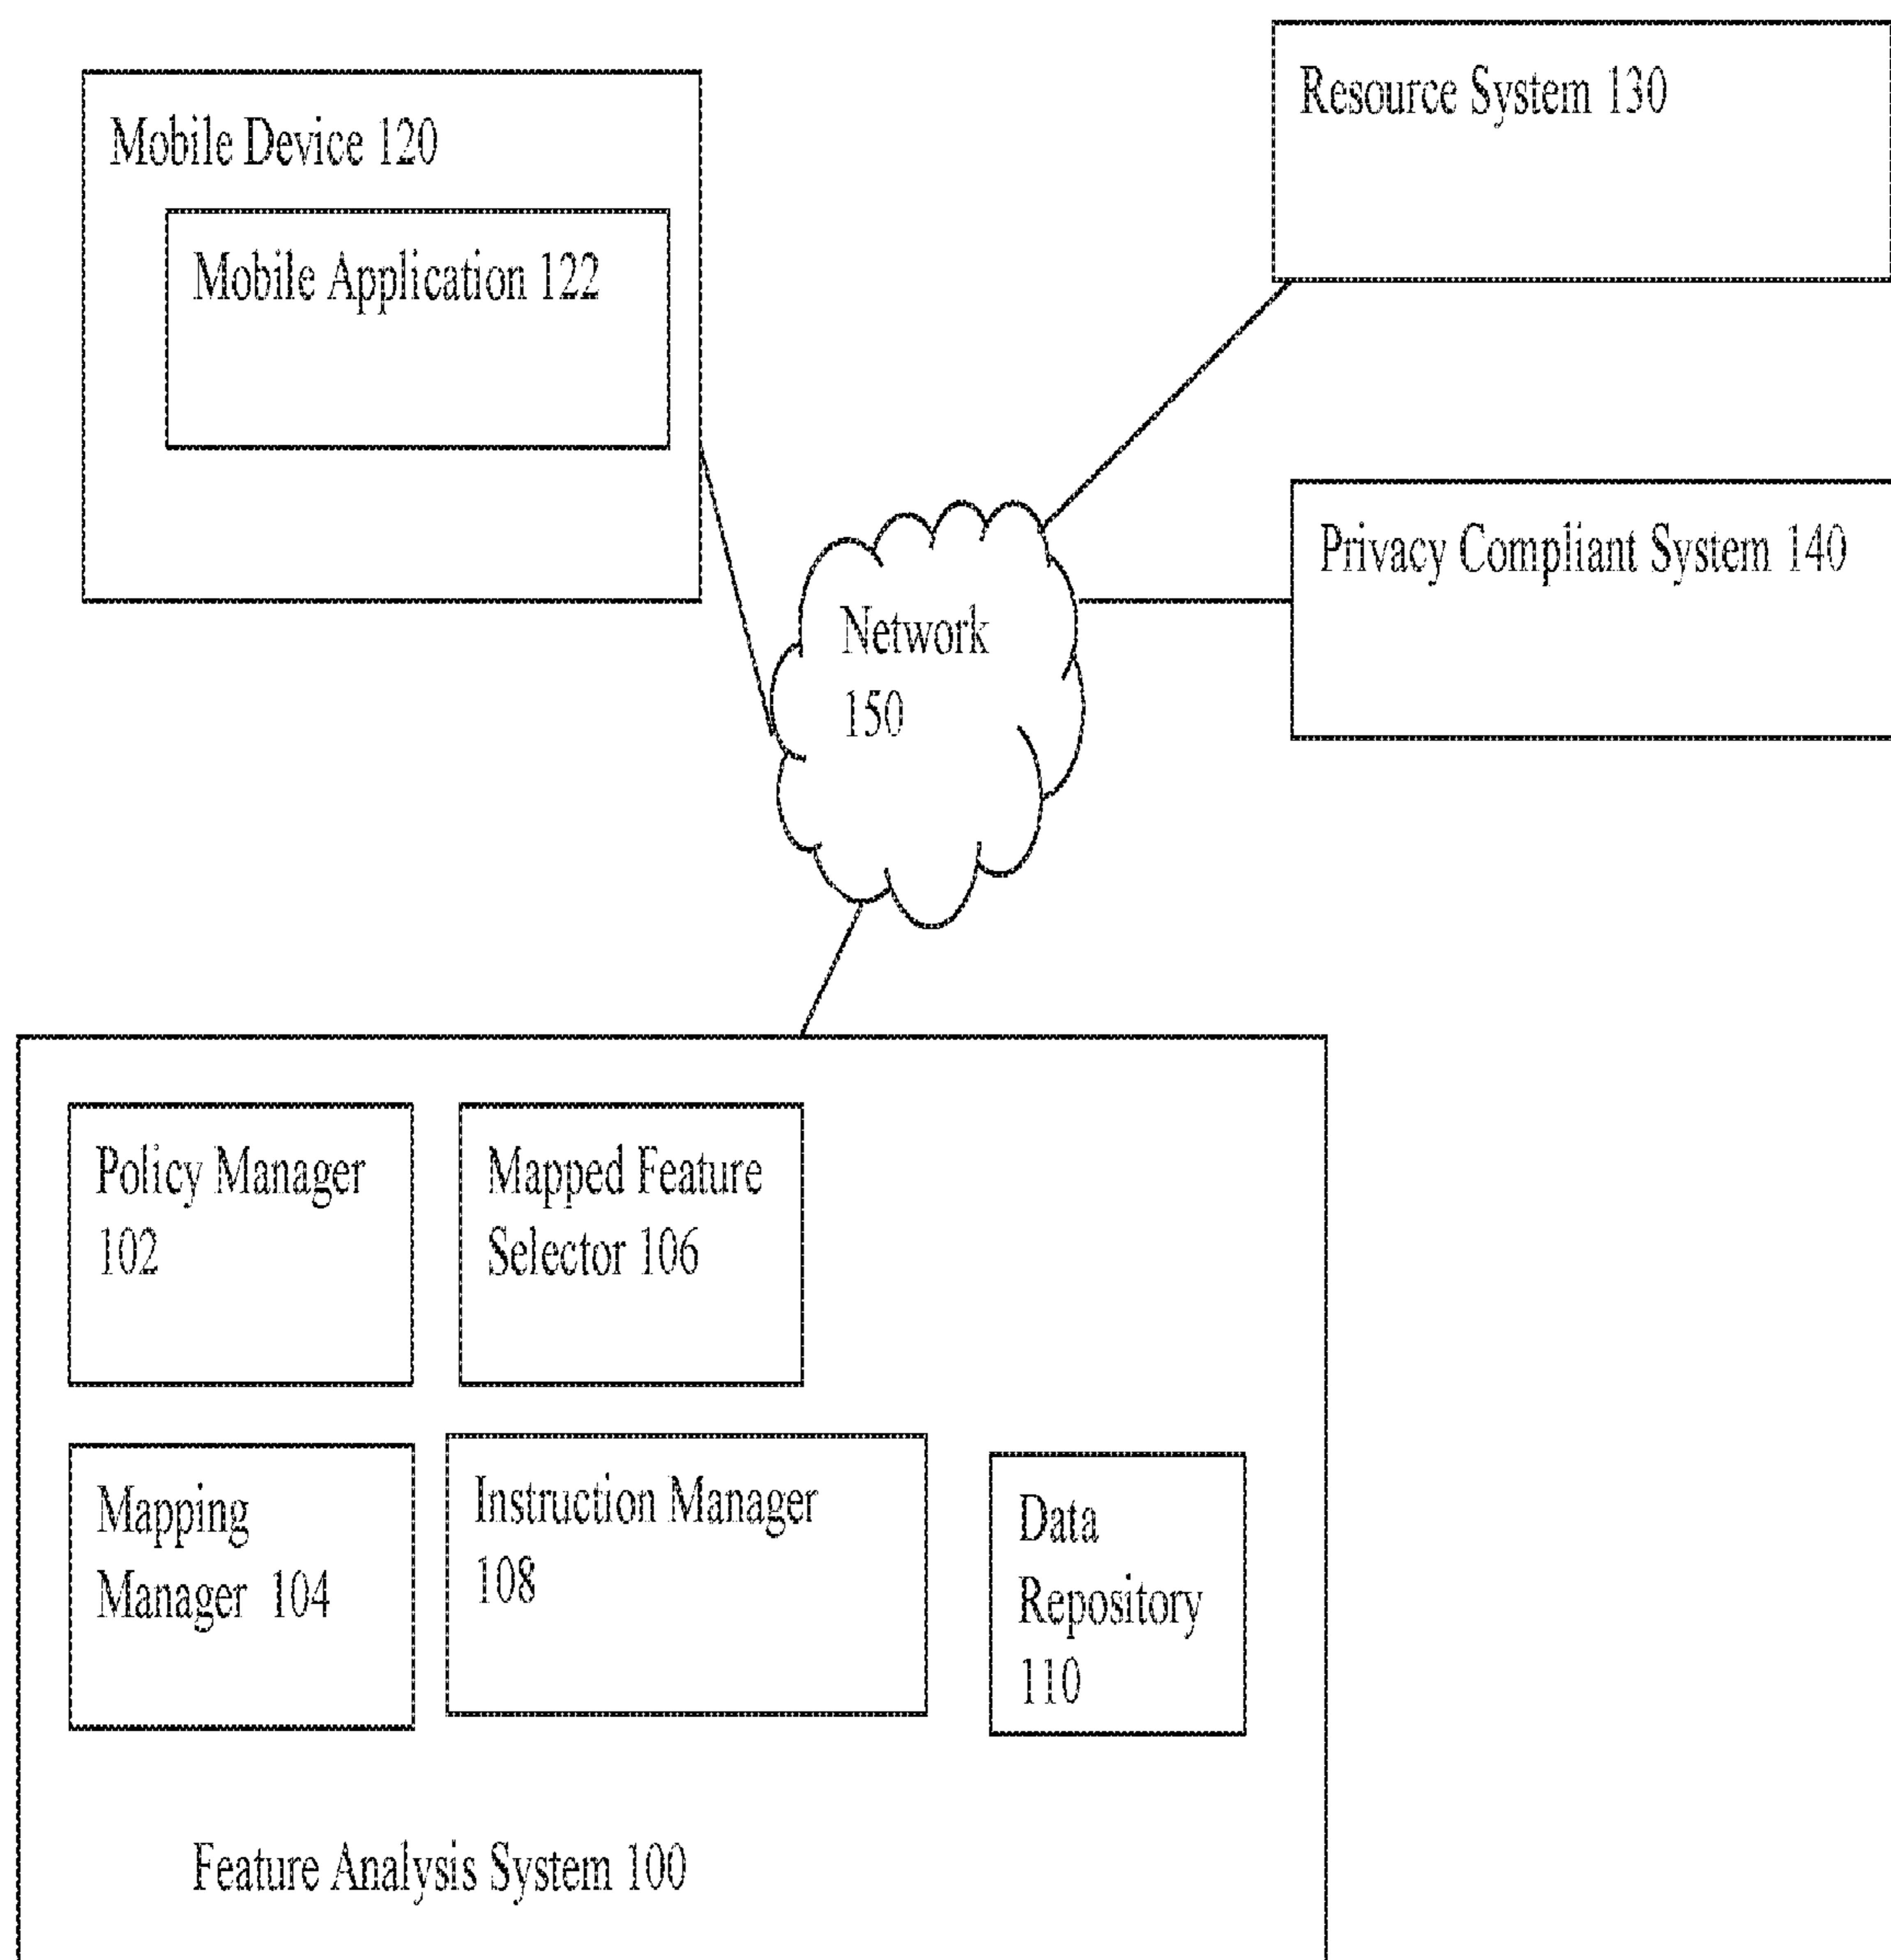 Resource System 130
Mobile Device 120
Mobile Application 122
Privacy Compliant System 140
Network
150
Policy Manager
102
Mapped Feature
Selector 106
Mapping
Manager 104
Instruction Manager
108
Data
Repository
110
Feature Analysis System 100